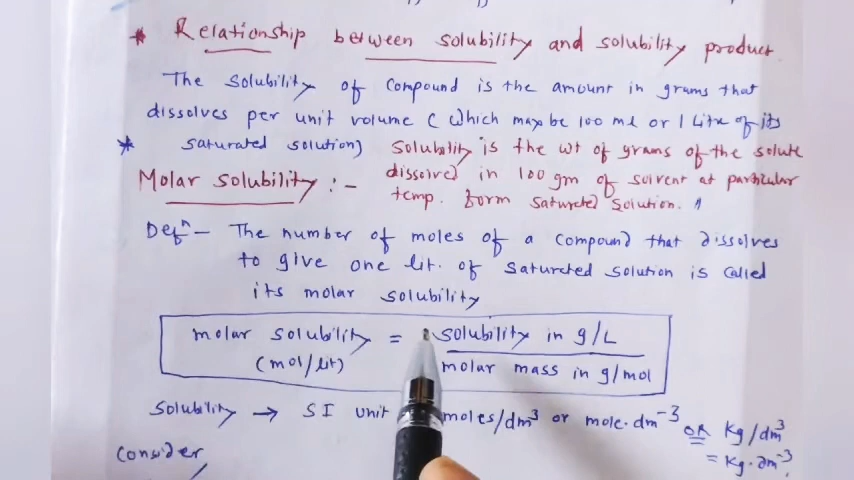 * Relationship between solubility and solubility product
The solubility of compound is the amount in grams that
dissolves per unit volume ( which may be 100 ml or 1 Litre of its
* saturated solution)
solubility is the wt of grams of the solute
dissolved in 100 gm of solvent at particular
temp. form saturated solution.
Molar solubility :-
Defⁿ - The number of moles of a compound that dissolves
to give one lit. of saturated solution is called
its molar solubility
molar solubility = solubility in g/L
(mol/lit) molar mass in g/mol
solubility → SI unit moles/dm³ or mole·dm⁻³ OR Kg/dm³
= Kg·dm⁻³.
Consider